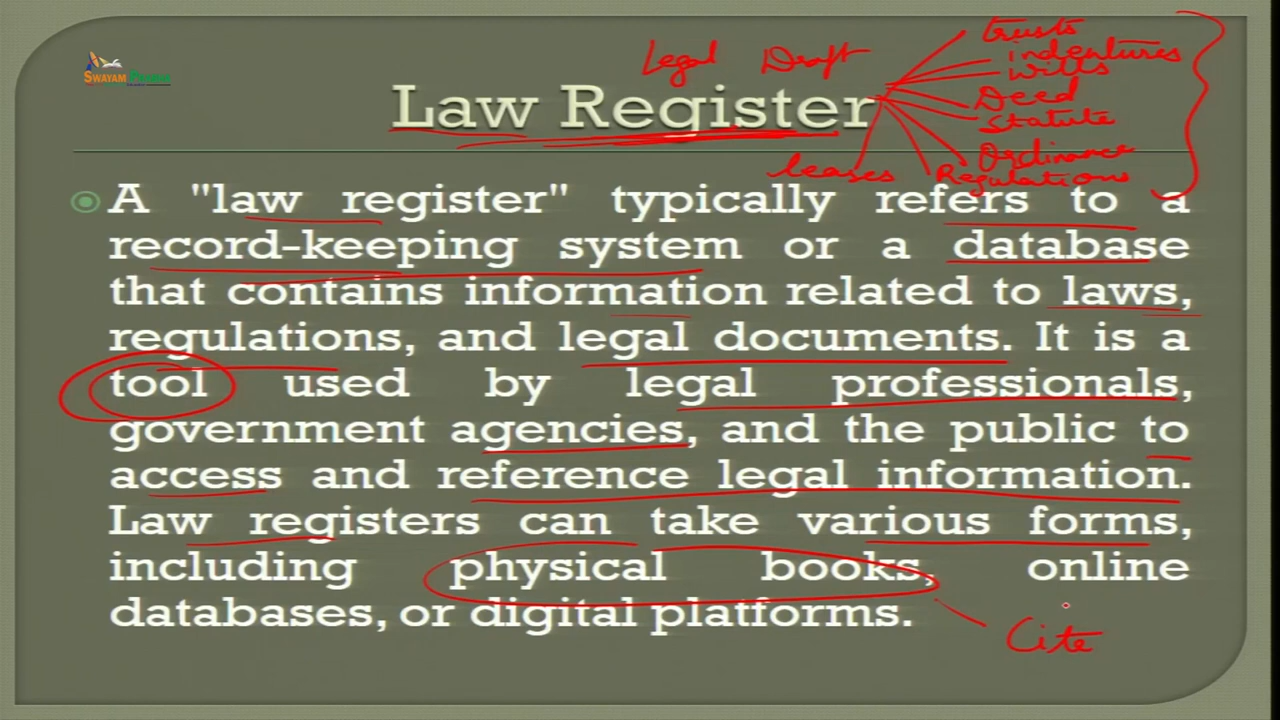 trusts
indentures
Legal Draft
wills
SWAYAM PRABHA
Law Register
Deed
Statute
Ordinance
leases
Regulations
A "law register" typically refers to a
record-keeping system or a database
that contains information related to laws,
regulations, and legal documents. It is a
tool used by legal professionals,
government agencies, and the public to
access and reference legal information.
Law registers can take various forms,
including physical books, online
databases, or digital platforms.
Cite